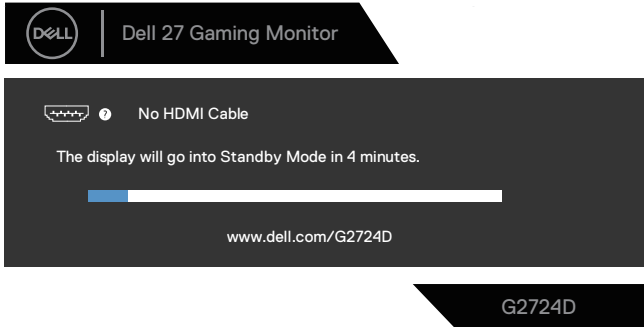 DELL
Dell 27 Gaming Monitor
? No HDMI Cable
The display will go into Standby Mode in 4 minutes.
www.dell.com/G2724D
G2724D